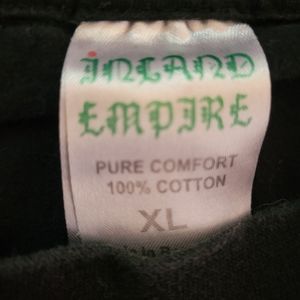 INLAND
EMPIRE
PURE COMFORT
100% COTTON
XL